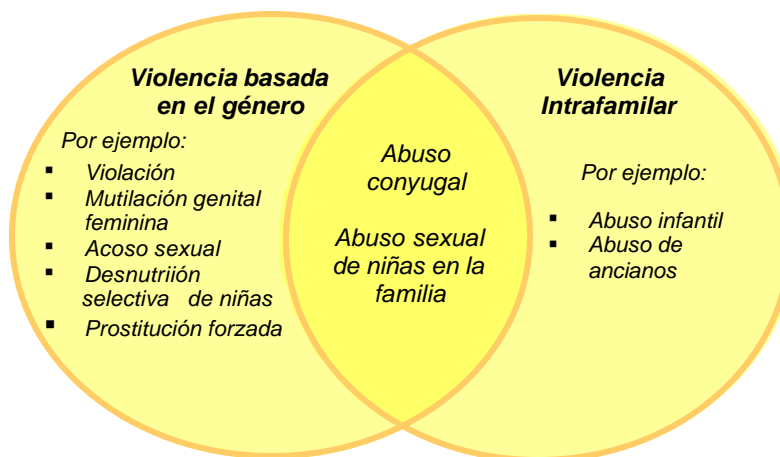 Violencia basada
en el género
Por ejemplo:
▪ Violación
▪ Mutilación genital
femenina
▪ Acoso sexual
▪ Desnutriión
selectiva de niñas
▪ Prostitución forzada
Abuso
conyugal
Abuso sexual
de niñas en la
familia
Violencia
Intrafamilar
Por ejemplo:
▪ Abuso infantil
▪ Abuso de
ancianos